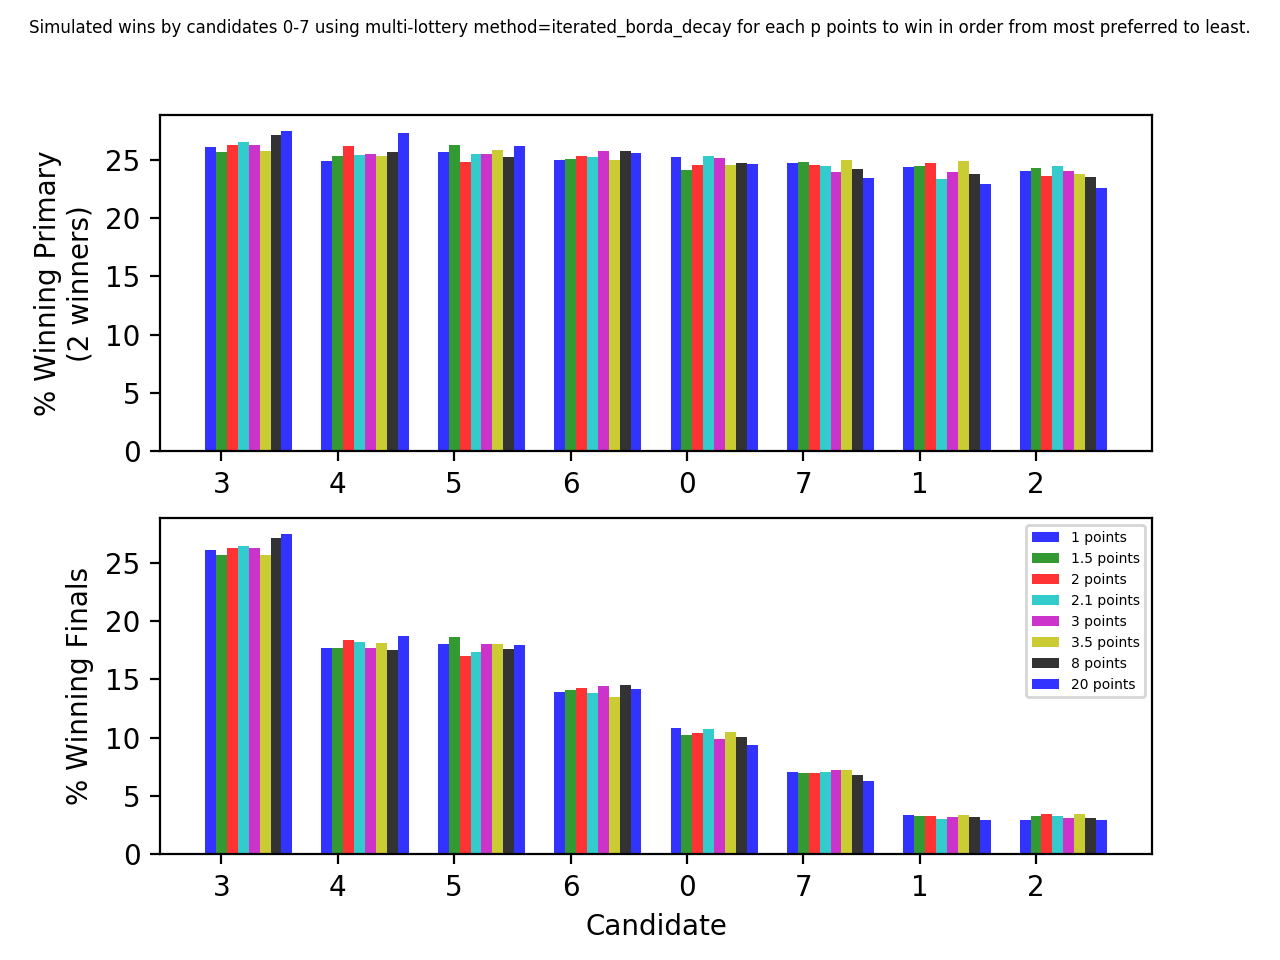 Simulated wins by candidates 0-7 using multi-lottery method=iterated_borda_decay for each p points to win in order from most preferred to least.
% Winning Primary
(2 winners)
25
20
15
10
5
0
3 4 5 6 0 7 1 2
% Winning Finals
25
20
15
10
5
0
1 points
1.5 points
2 points
2.1 points
3 points
3.5 points
8 points
20 points
3 4 5 6 0 7 1 2
Candidate